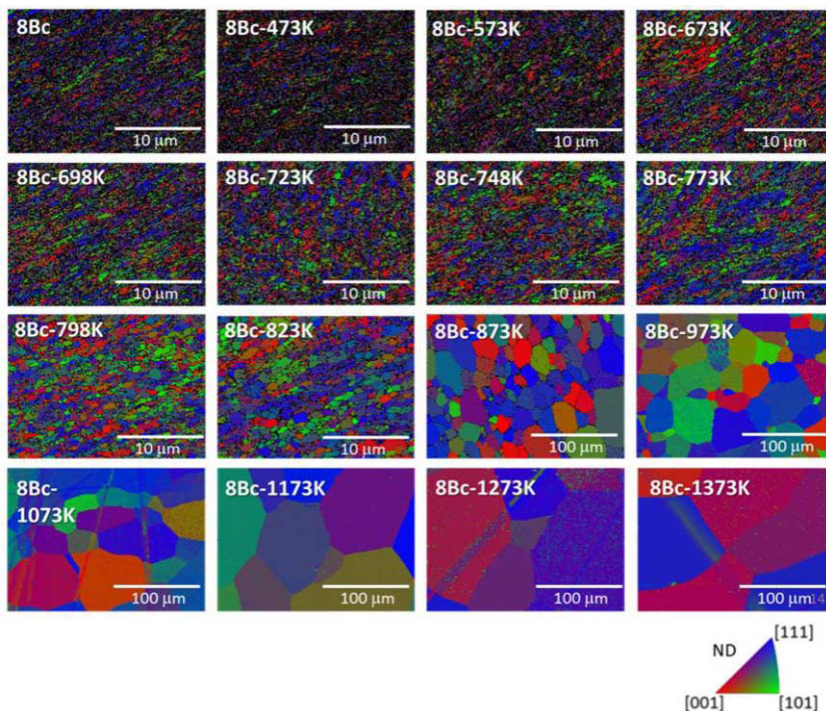 8Bc
10 μm
8Bc-473K
10 μm
8Bc-573K
10 μm
8Bc-673K
10 μm
8Bc-698K
10 μm
8Bc-723K
10 μm
8Bc-748K
10 μm
8Bc-773K
10 μm
8Bc-798K
10 μm
8Bc-823K
10 μm
8Bc-873K
100 μm
8Bc-973K
100 μm
8Bc-
1073K
100 μm
8Bc-1173K
100 μm
8Bc-1273K
100 μm
8Bc-1373K
100 μm
14
ND
[111]
[001]
[101]